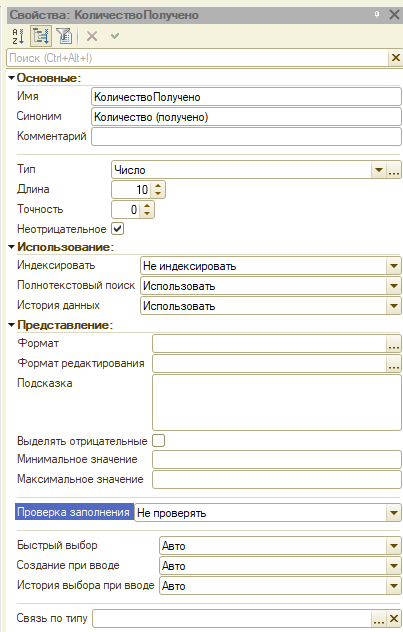 Свойства: КоличествоПолучено
Поиск (Ctrl+Alt+I)
Основные:
Имя КоличествоПолучено
Синоним Количество (получено)
Комментарий
Тип Число
Длина 10
Точность 0
Неотрицательное
Использование:
Индексировать Не индексировать
Полнотекстовый поиск Использовать
История данных Использовать
Представление:
Формат
Формат редактирования
Подсказка
Выделять отрицательные
Минимальное значение
Максимальное значение
Проверка заполнения Не проверять
Быстрый выбор Авто
Создание при вводе Авто
История выбора при вводе Авто
Связь по типу